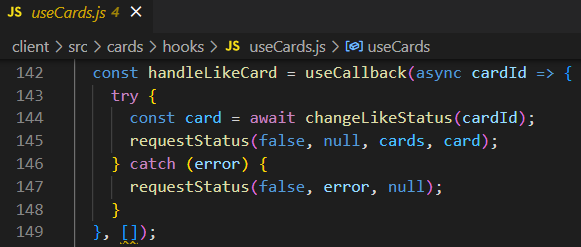 JS useCards.js 4 ×
client > src > cards > hooks > JS useCards.js > useCards
142 const handleLikeCard = useCallback(async cardId => {
143 try {
144 const card = await changeLikeStatus(cardId);
145 requestStatus(false, null, cards, card);
146 } catch (error) {
147 requestStatus(false, error, null);
148 }
149 }, []);